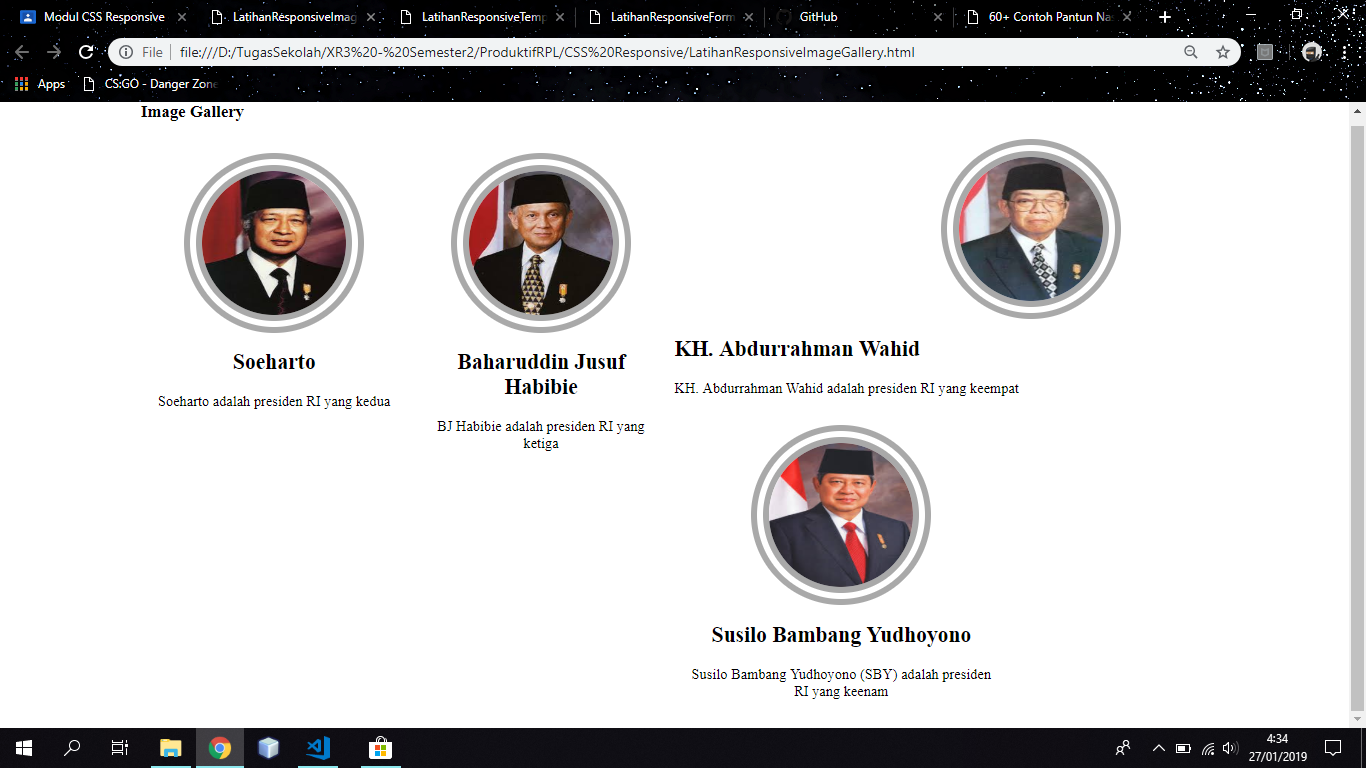 Modul CSS Responsive
LatihanResponsiveImag
LatihanResponsiveTemp
LatihanResponsiveForm
GitHub
60+ Contoh Pantun Nas
File
file:///D:/TugasSekolah/XR3%20-%20Semester2/ProduktifRPL/CSS%20Responsive/LatihanResponsiveImageGallery.html
Apps
CS:GO - Danger Zone
Image Gallery
Soeharto
Soeharto adalah presiden RI yang kedua
Baharuddin Jusuf
Habibie
BJ Habibie adalah presiden RI yang
ketiga
KH. Abdurrahman Wahid
KH. Abdurrahman Wahid adalah presiden RI yang keempat
Susilo Bambang Yudhoyono
Susilo Bambang Yudhoyono (SBY) adalah presiden
RI yang keenam
4:34
27/01/2019